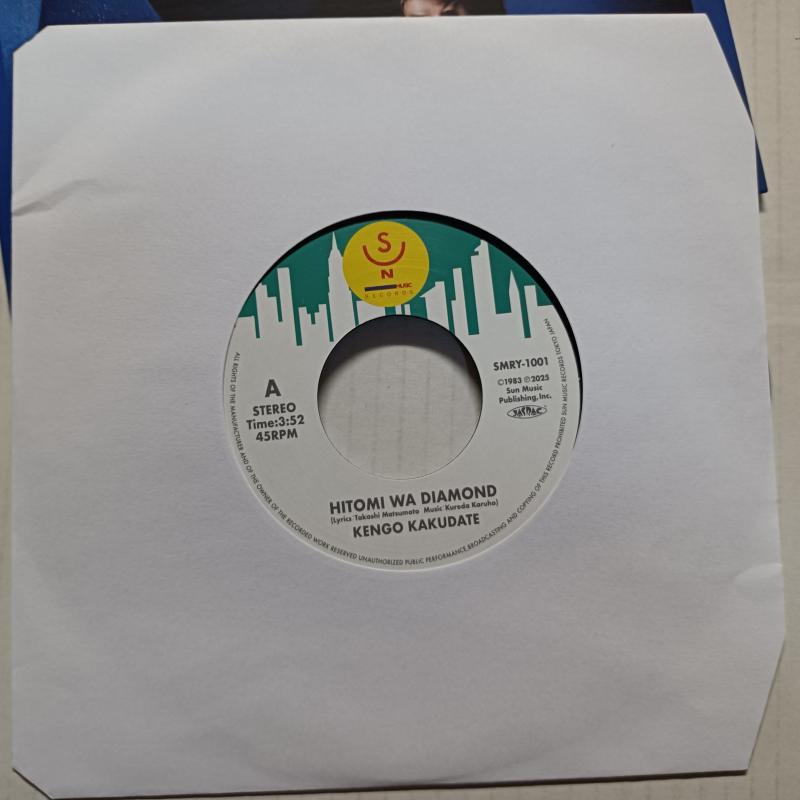 S
U
N
MUSIC
RECORDS
A
STEREO
Time:3:52
45RPM
SMRY-1001
©1983 ℗2025
Sun Music
Publishing, Inc.
JASRAC
HITOMI WA DIAMOND
(Lyrics:Takashi Matsumoto Music:Kureda Karuho)
KENGO KAKUDATE
ALL RIGHTS OF THE MANUFACTURER AND OF THE OWNER OF THE RECORDED WORK RESERVED UNAUTHORIZED PUBLIC PERFORMANCE,BROADCASTING AND COPYING OF THIS RECORD PROHIBITED SUN MUSIC RECORDS TOKYO JAPAN